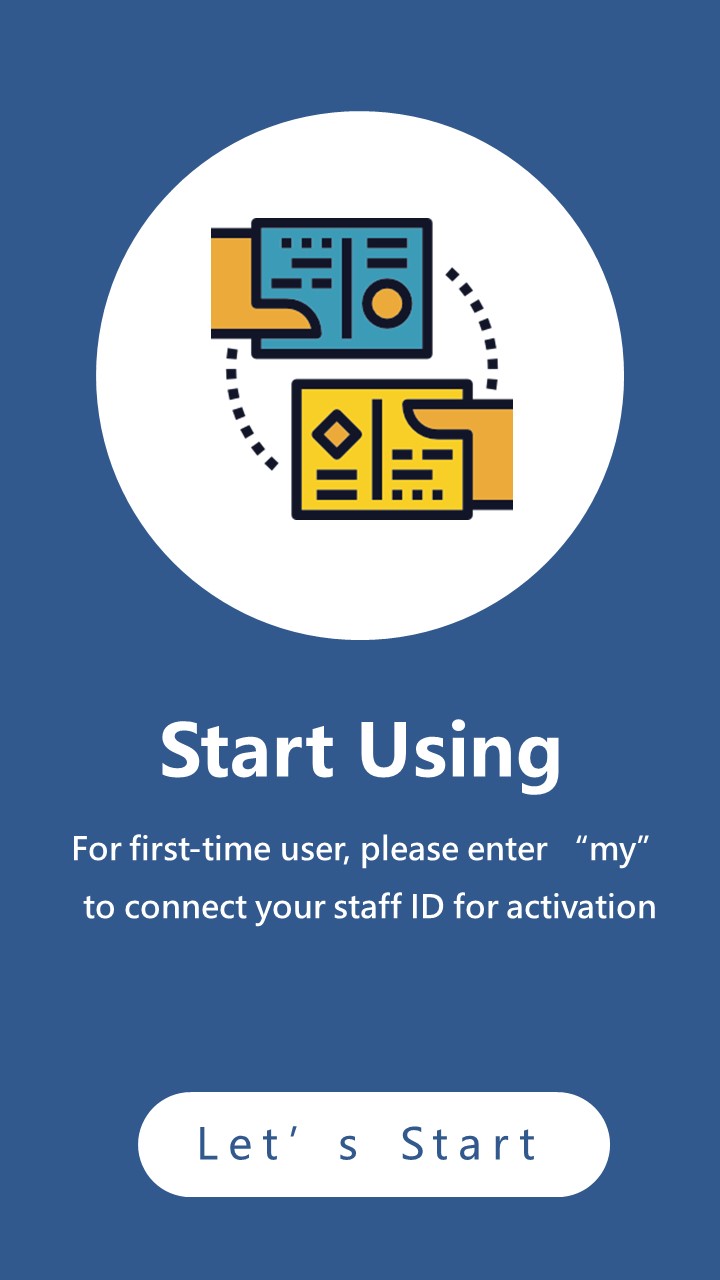 Start Using
For first-time user, please enter “my”
to connect your staff ID for activation
Let’s Start